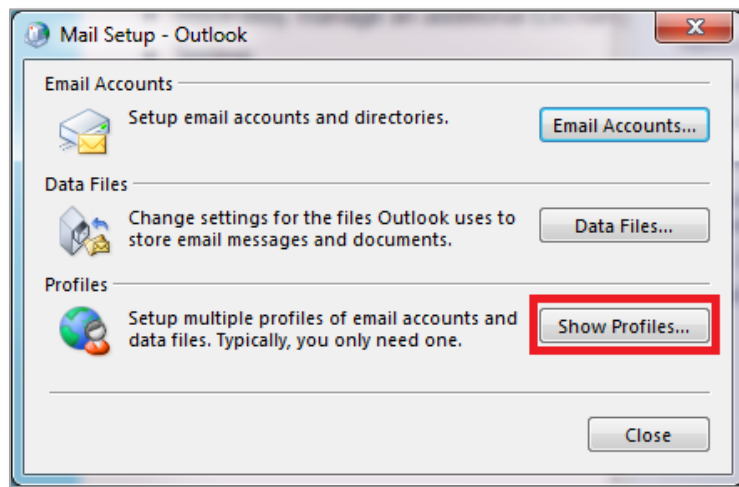 Mail Setup - Outlook
Email Accounts
Setup email accounts and directories.
Email Accounts...
Data Files
Change settings for the files Outlook uses to
store email messages and documents.
Data Files...
Profiles
Setup multiple profiles of email accounts and
data files. Typically, you only need one.
Show Profiles...
Close